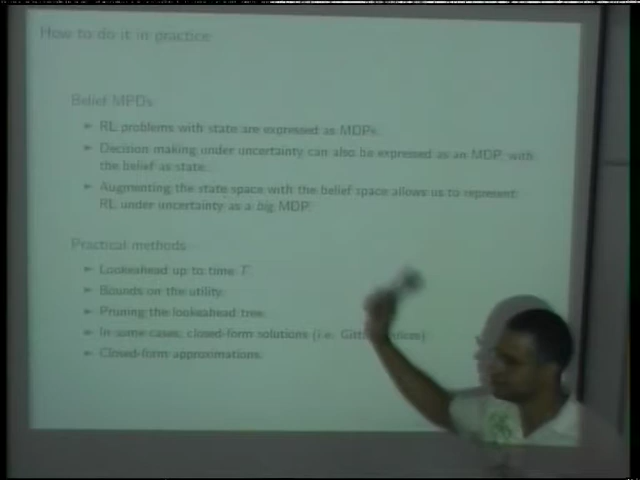 How to do it in practice
Belief MPDs
RL problems with state are expressed as MDPs.
Decision making under uncertainty can also be expressed as an MDP, with
the belief as state.
Augmenting the state space with the belief space allows us to represent
RL under uncertainty as a big MDP.
Practical methods
Lookeahead up to time T.
Bounds on the utility.
Pruning the lookeahead tree.
In some cases, closed-form solutions (i.e.
Closed-form approximations.